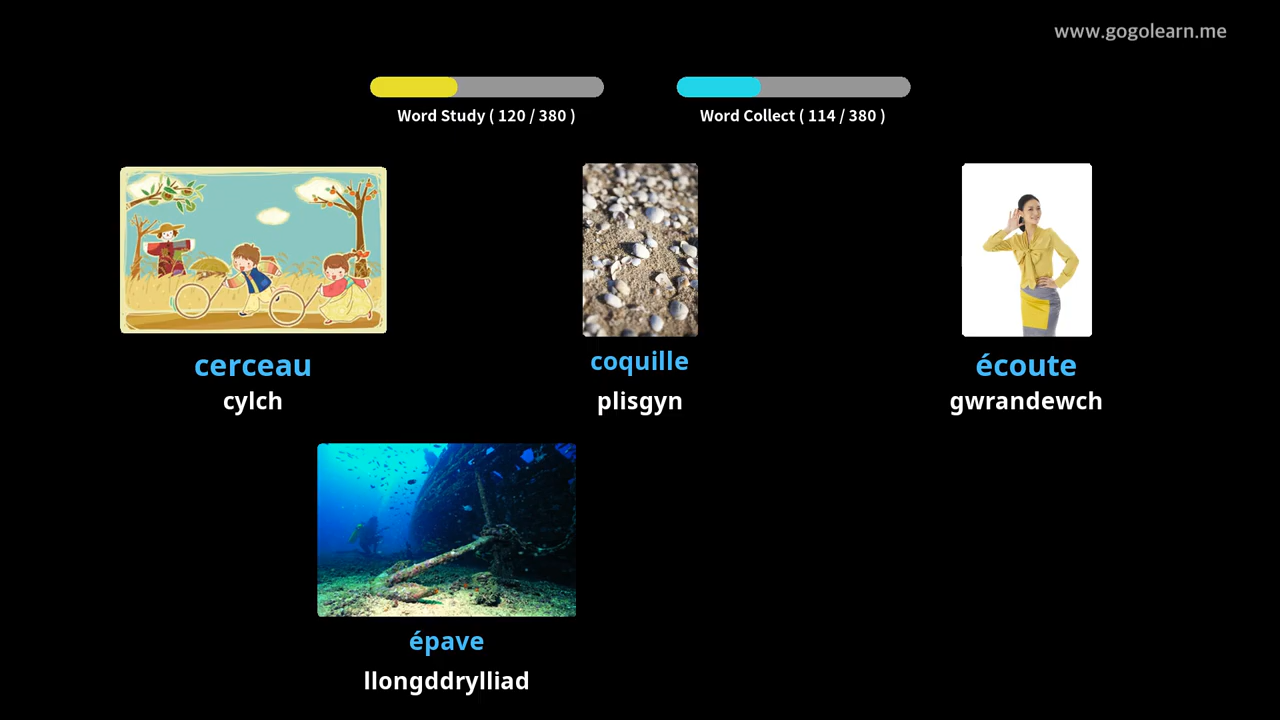 www.gogolearn.me
Word Study ( 120 / 380 )
Word Collect ( 114 / 380 )
cerceau
cylch
coquille
plisgyn
écoute
gwrandewch
épave
llongddrylliad